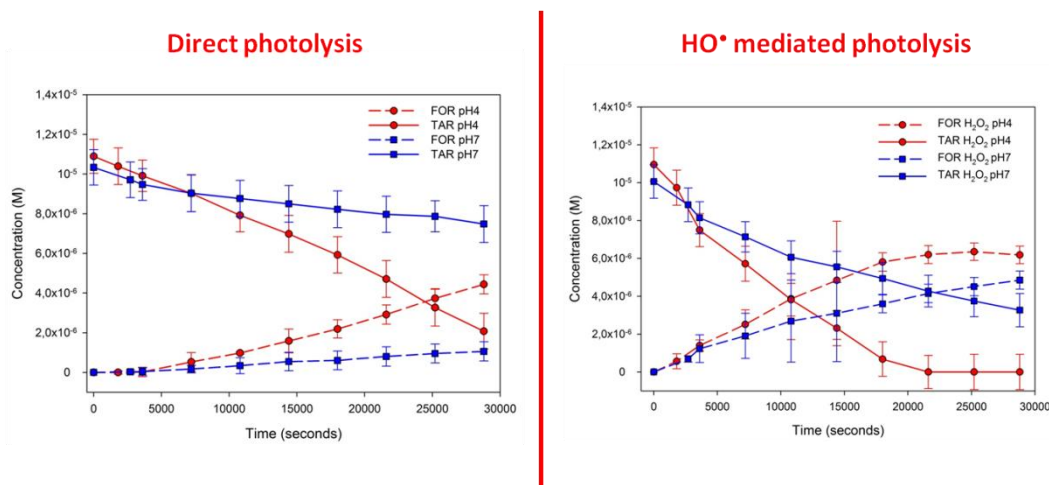 Direct photolysis
HO• mediated photolysis
1,4x10⁻⁵
1,2x10⁻⁵
10⁻⁵
8,0x10⁻⁶
6,0x10⁻⁶
4,0x10⁻⁶
2,0x10⁻⁶
0
Concentration (M)
FOR pH4
TAR pH4
FOR pH7
TAR pH7
0 5000 10000 15000 20000 25000 30000
Time (seconds)
1,4x10⁻⁵
1,2x10⁻⁵
10⁻⁵
8,0x10⁻⁶
6,0x10⁻⁶
4,0x10⁻⁶
2,0x10⁻⁶
0
Concentration (M)
FOR H₂O₂ pH4
TAR H₂O₂ pH4
FOR H₂O₂ pH7
TAR H₂O₂ pH7
0 5000 10000 15000 20000 25000 30000
Time (seconds)